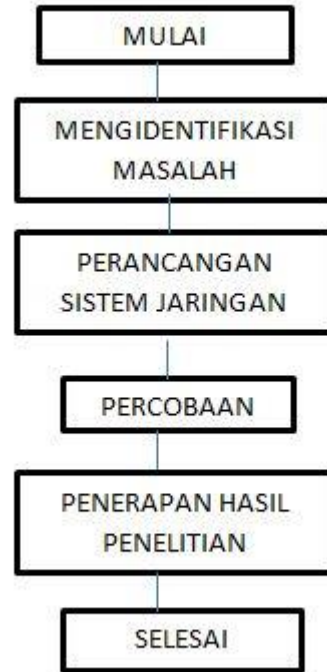 MULAI
MENGIDENTIFIKASI
MASALAH
PERANCANGAN
SISTEM JARINGAN
PERCOBAAN
PENERAPAN HASIL
PENELITIAN
SELESAI